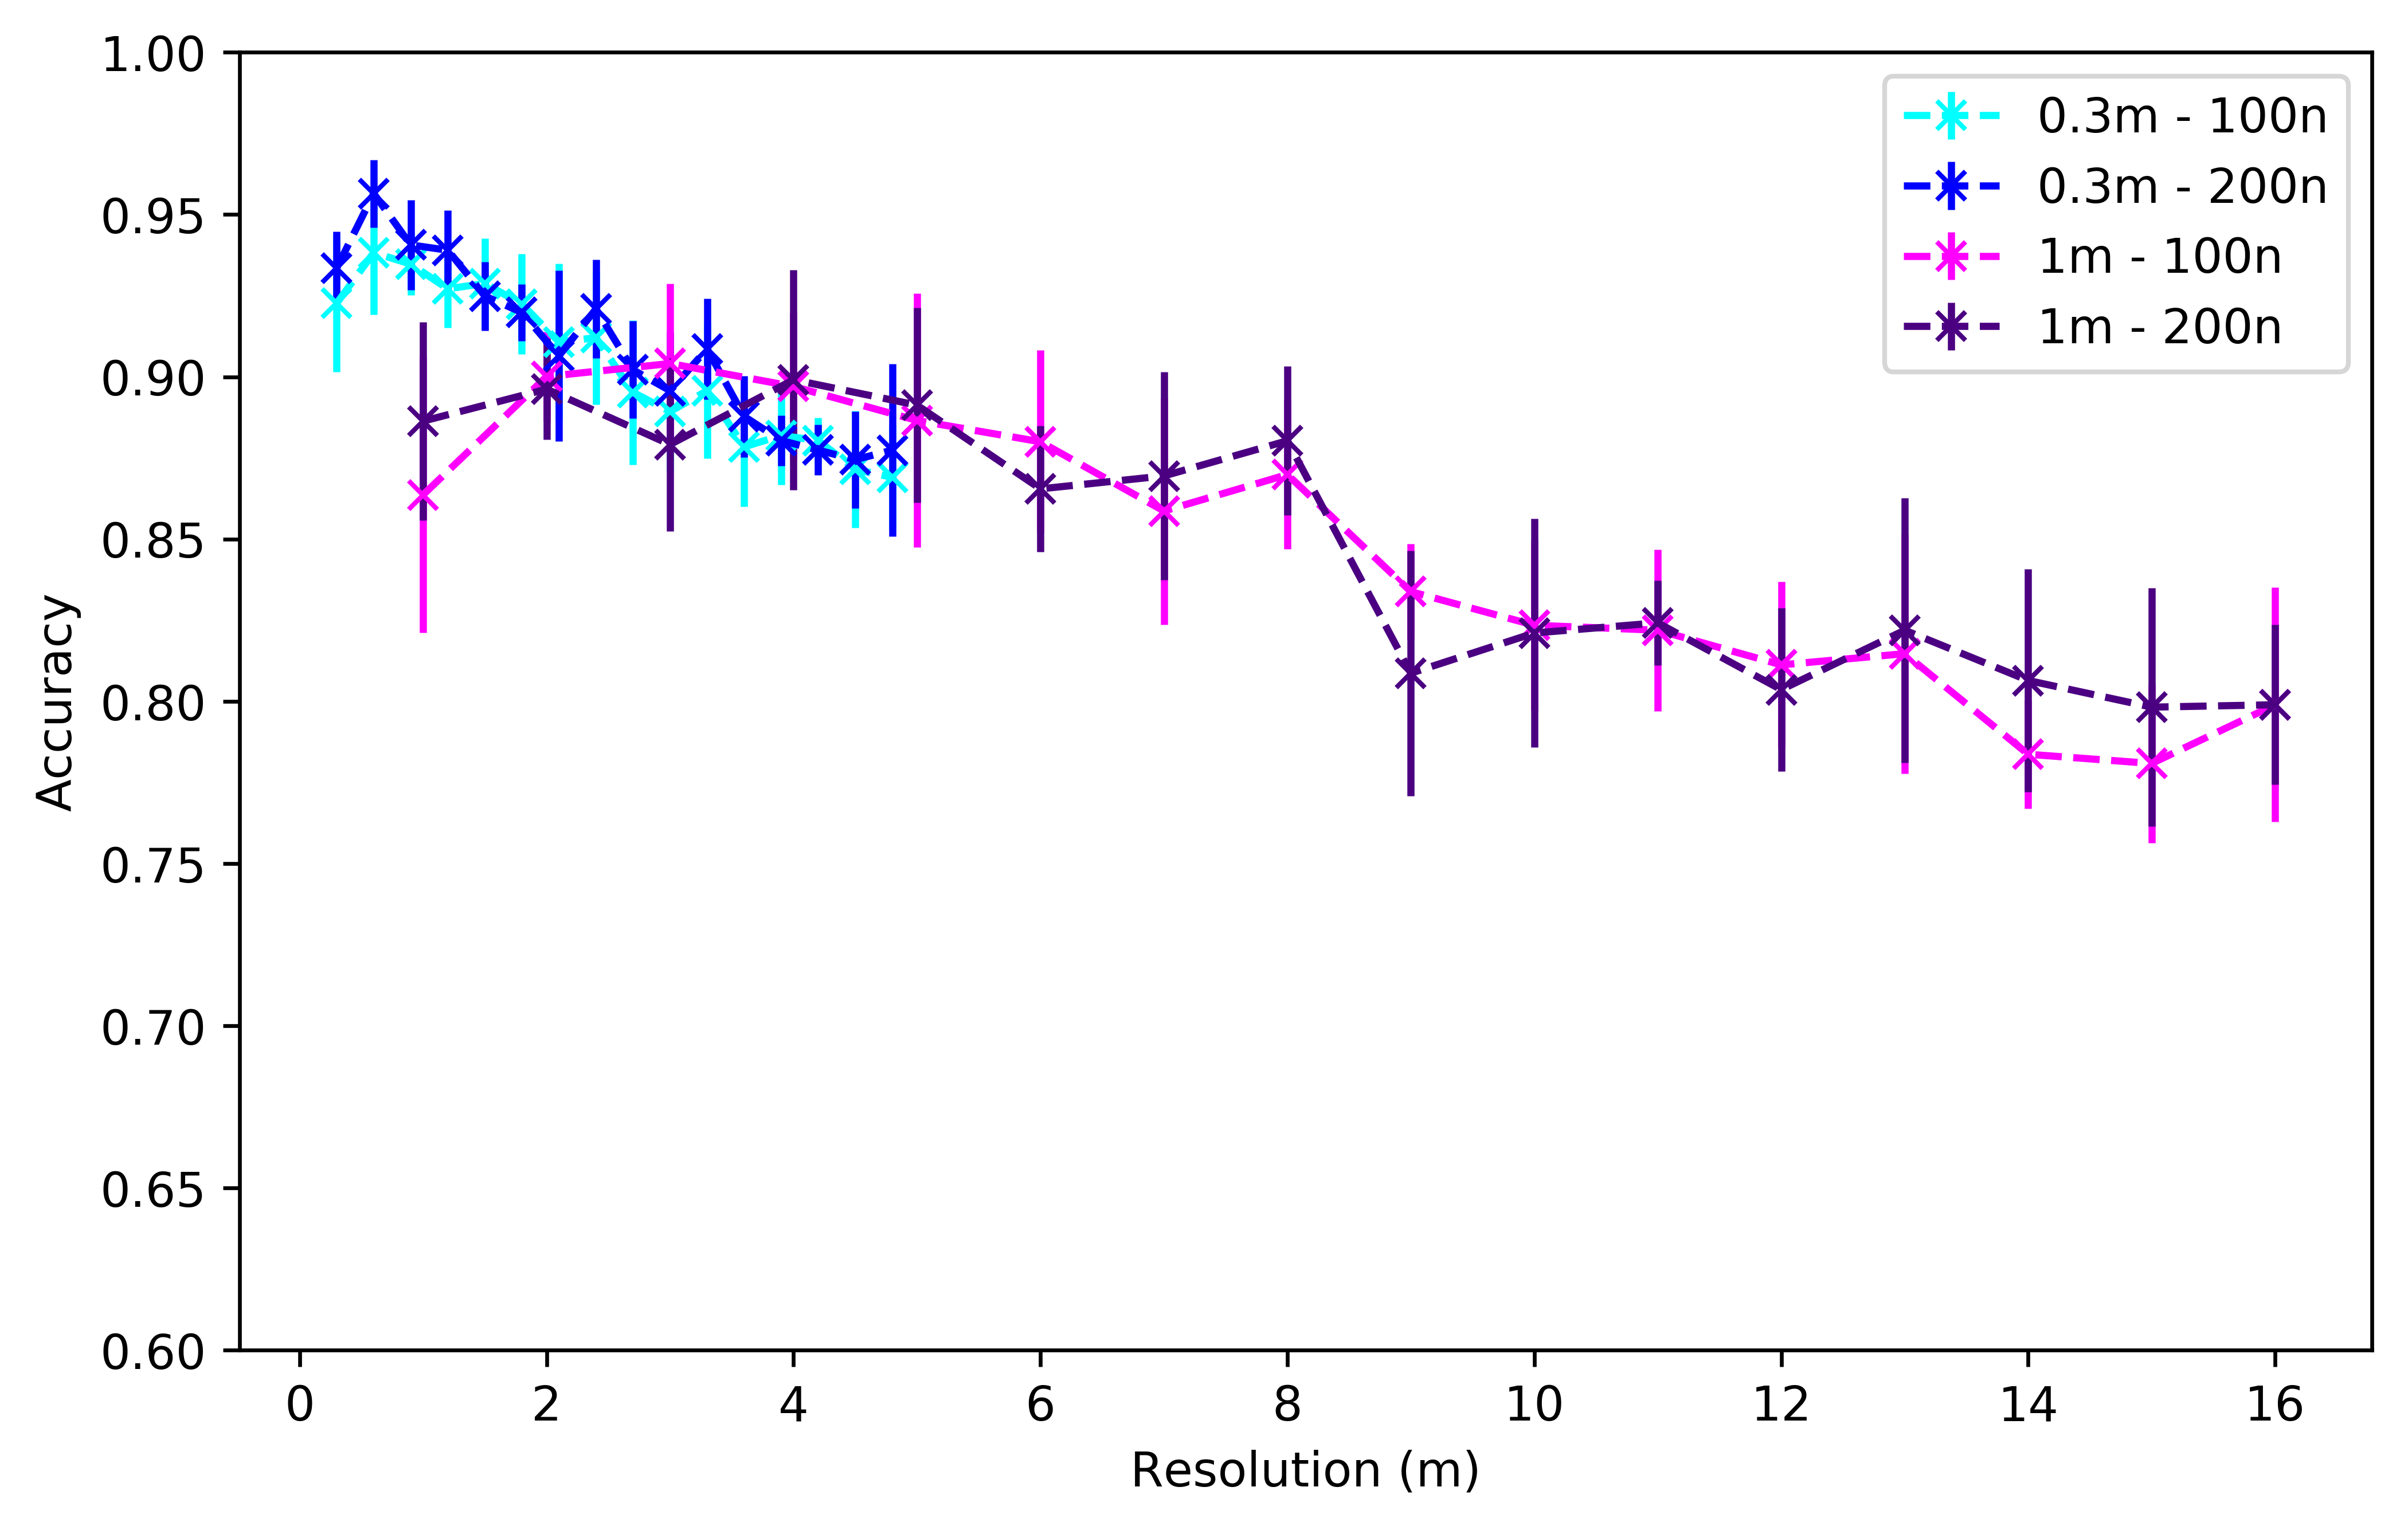 1.00
0.95
0.90
0.85
0.80
0.75
0.70
0.65
0.60
Accuracy
0 2 4 6 8 10 12 14 16
Resolution (m)
0.3m - 100n
0.3m - 200n
1m - 100n
1m - 200n